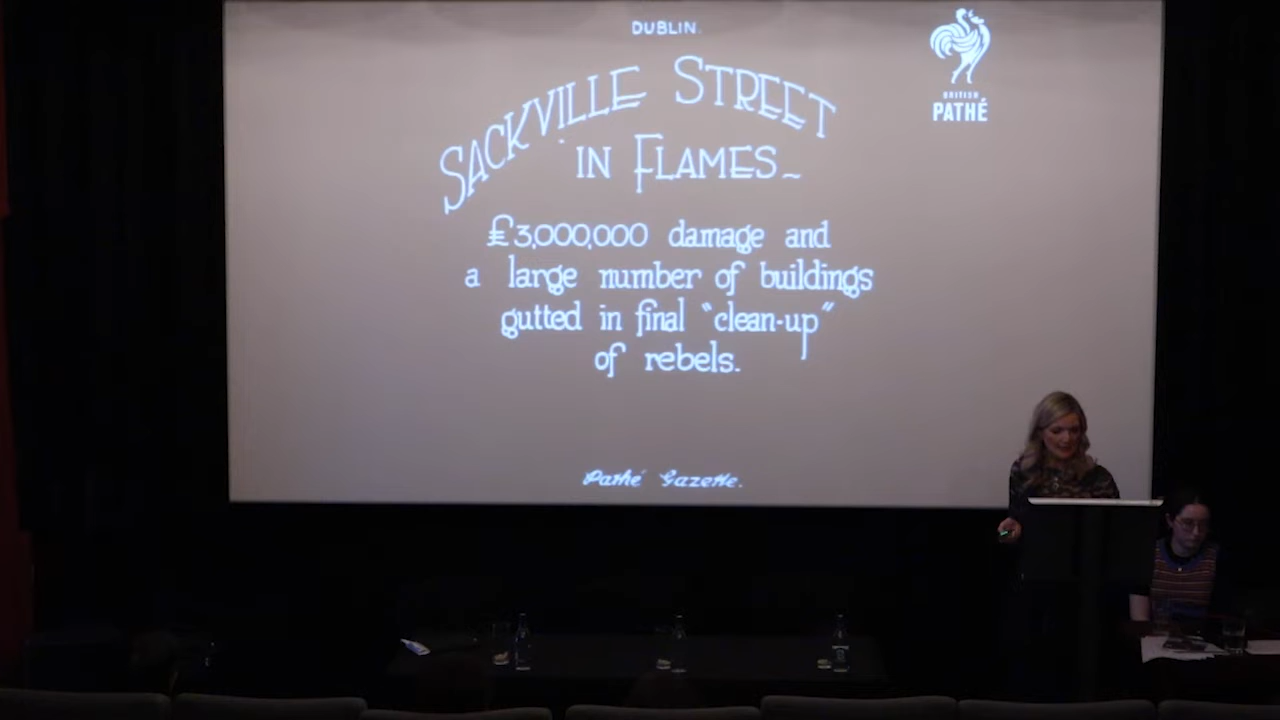 DUBLIN.
SACKVILLE STREET
IN FLAMES~
£3,000,000 damage and
a large number of buildings
gutted in final "clean-up"
of rebels.
Pathé Gazette.
BRITISH
PATHÉ